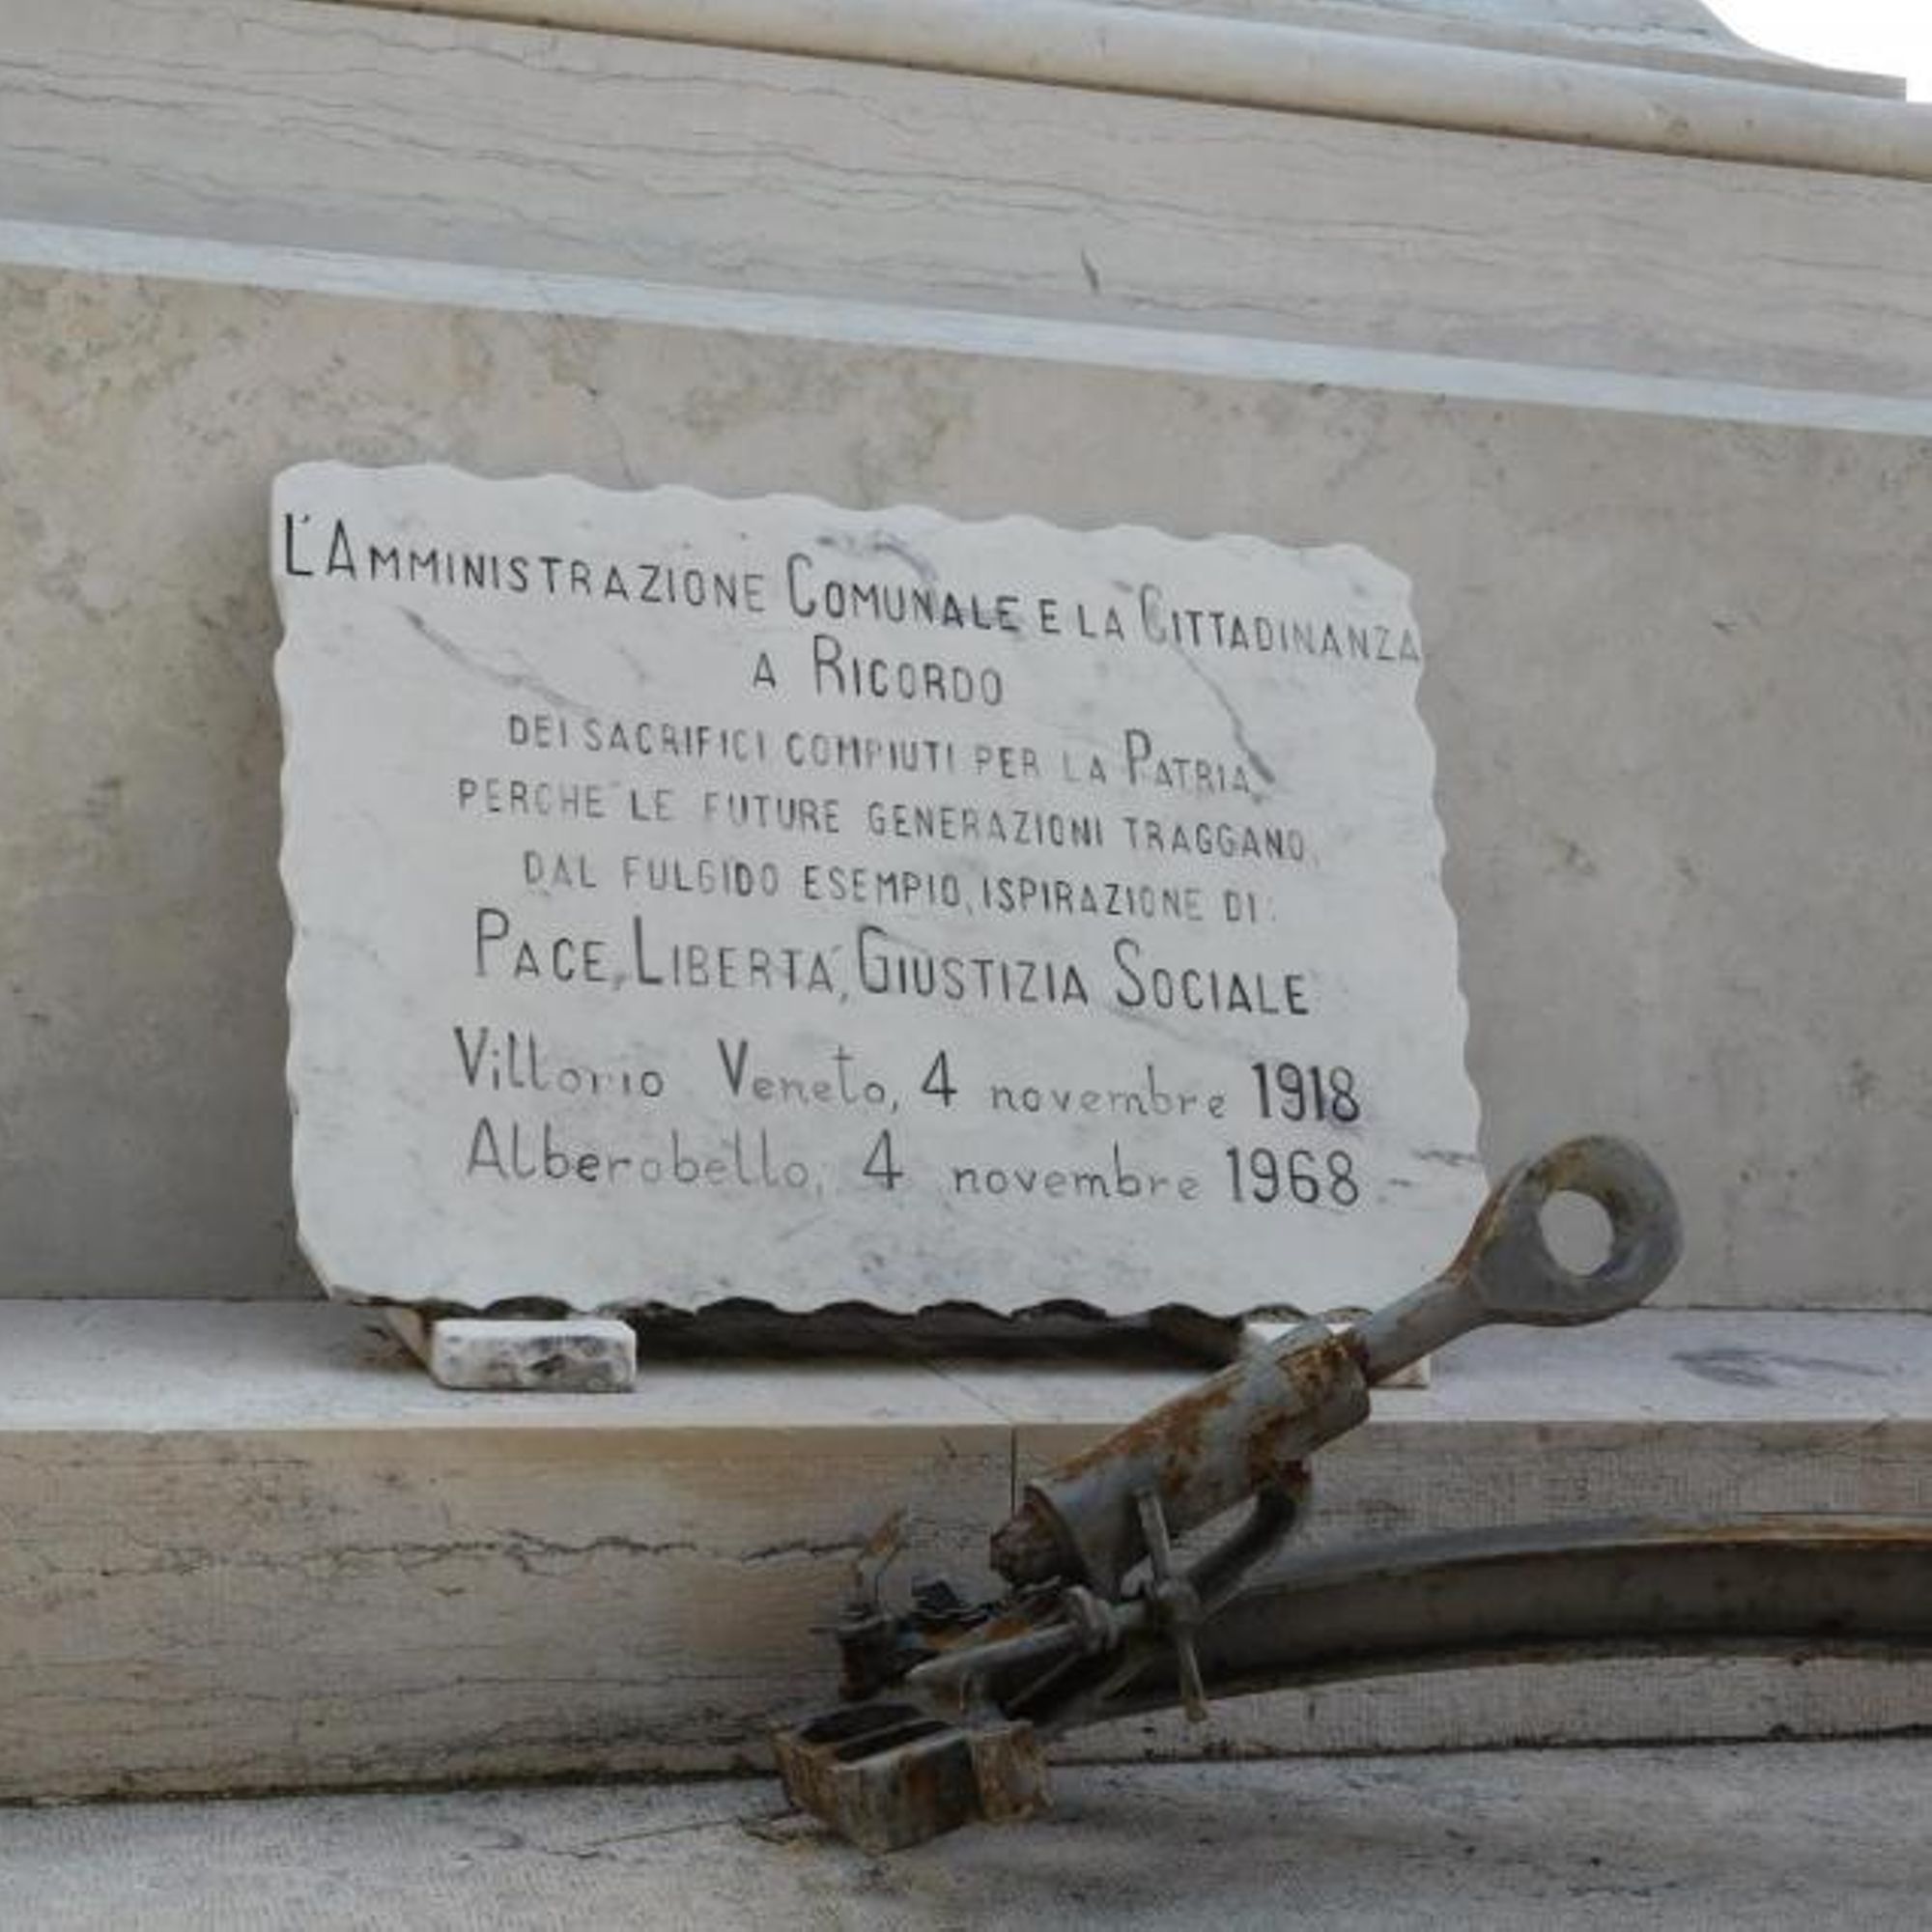 L'AMMINISTRAZIONE COMUNALE E LA CITTADINANZA
A RICORDO
DEI SACRIFICI COMPIUTI PER LA PATRIA,
PERCHE' LE FUTURE GENERAZIONI TRAGGANO,
DAL FULGIDO ESEMPIO, ISPIRAZIONE DI:
PACE, LIBERTA', GIUSTIZIA SOCIALE
Vittorio Veneto, 4 novembre 1918
Alberobello, 4 novembre 1968